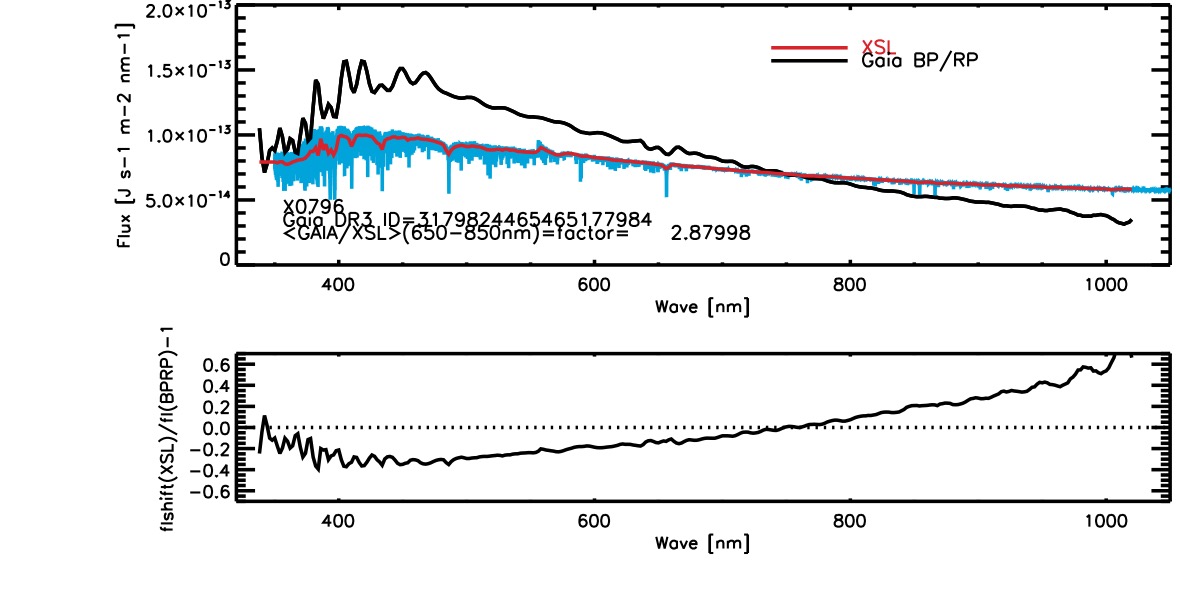 2.0×10−13
1.5×10−13
1.0×10−13
5.0×10−14
0
Flux [J s−1 m−2 nm−1]
XSL
Gaia BP/RP
X0796
Gaia DR3 ID=3179824465465177984
<GAIA/XSL>(650−850nm)=factor= 2.87998
400 600 800 1000
Wave [nm]
0.6
0.4
0.2
0.0
−0.2
−0.4
−0.6
flshift(XSL)/fl(BPRP)−1
400 600 800 1000
Wave [nm]